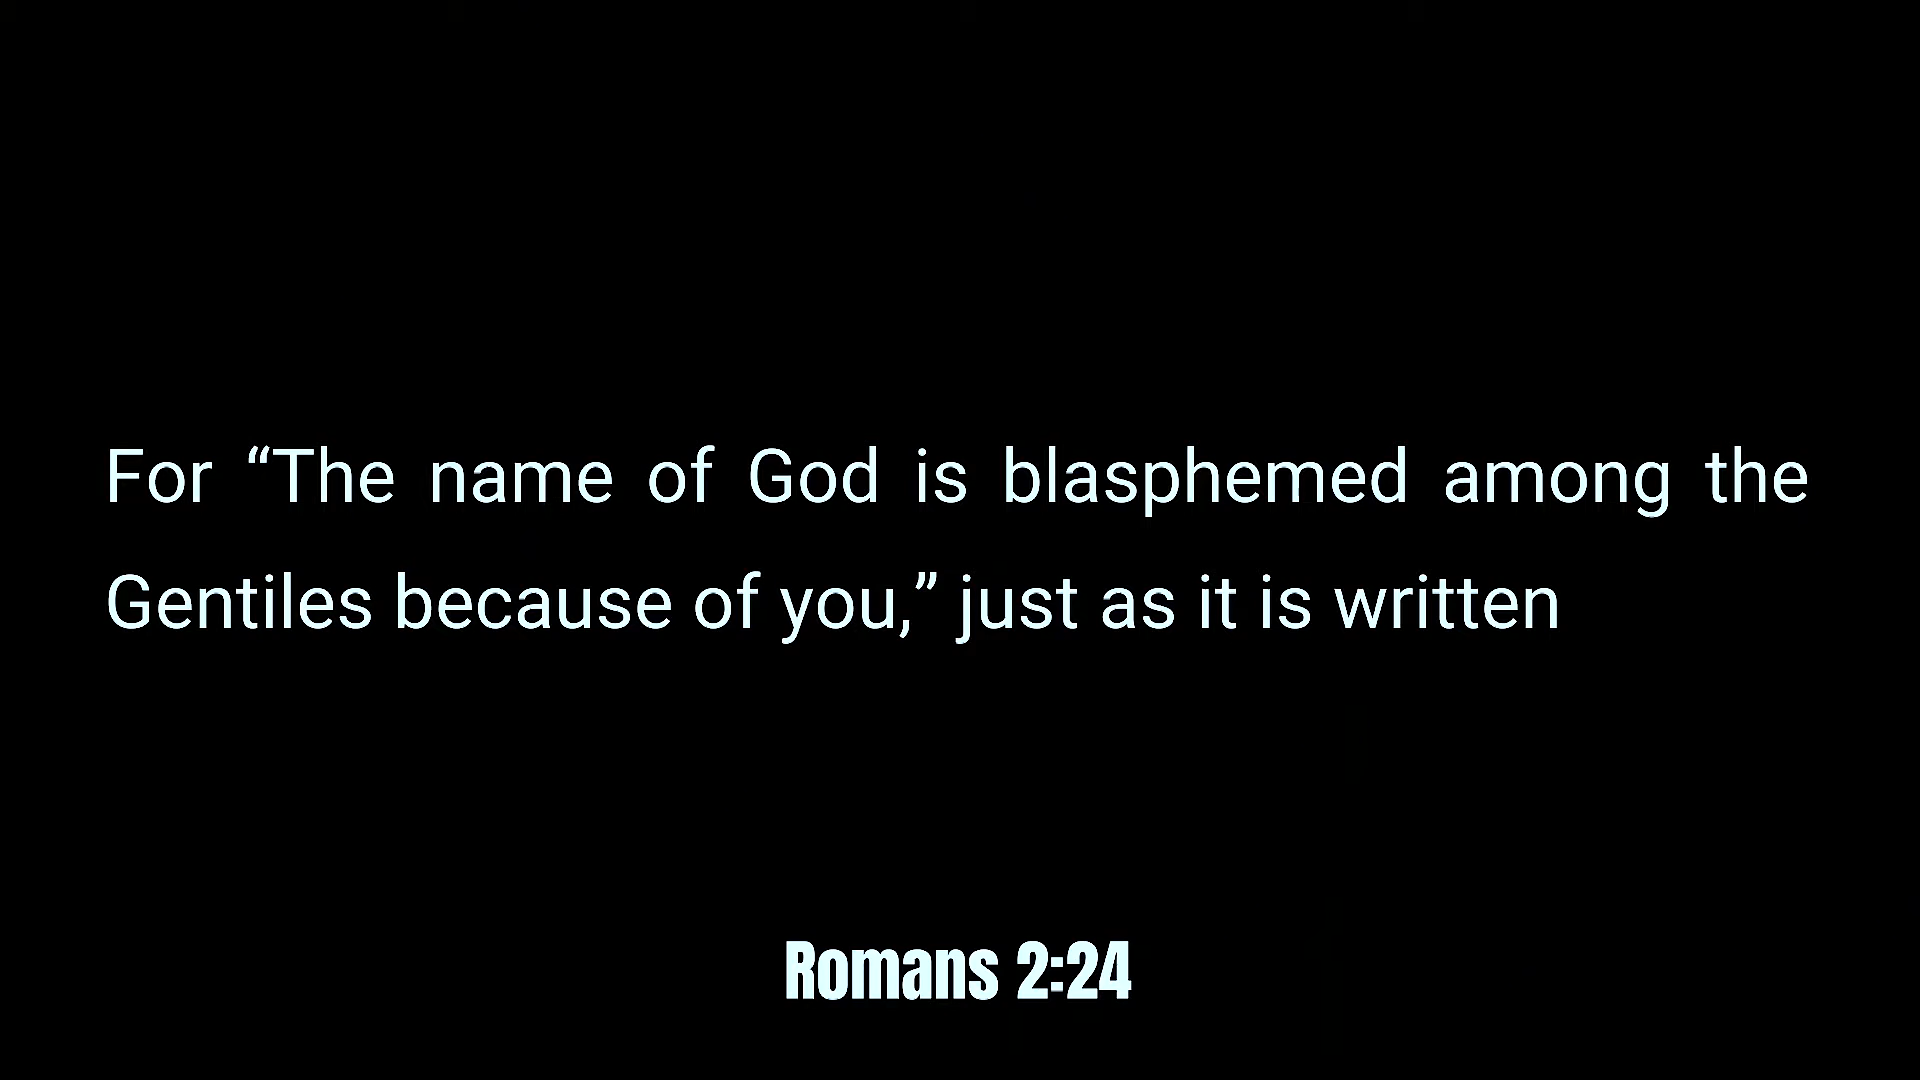 For “The name of God is blasphemed among the
Gentiles because of you,” just as it is written
Romans 2:24